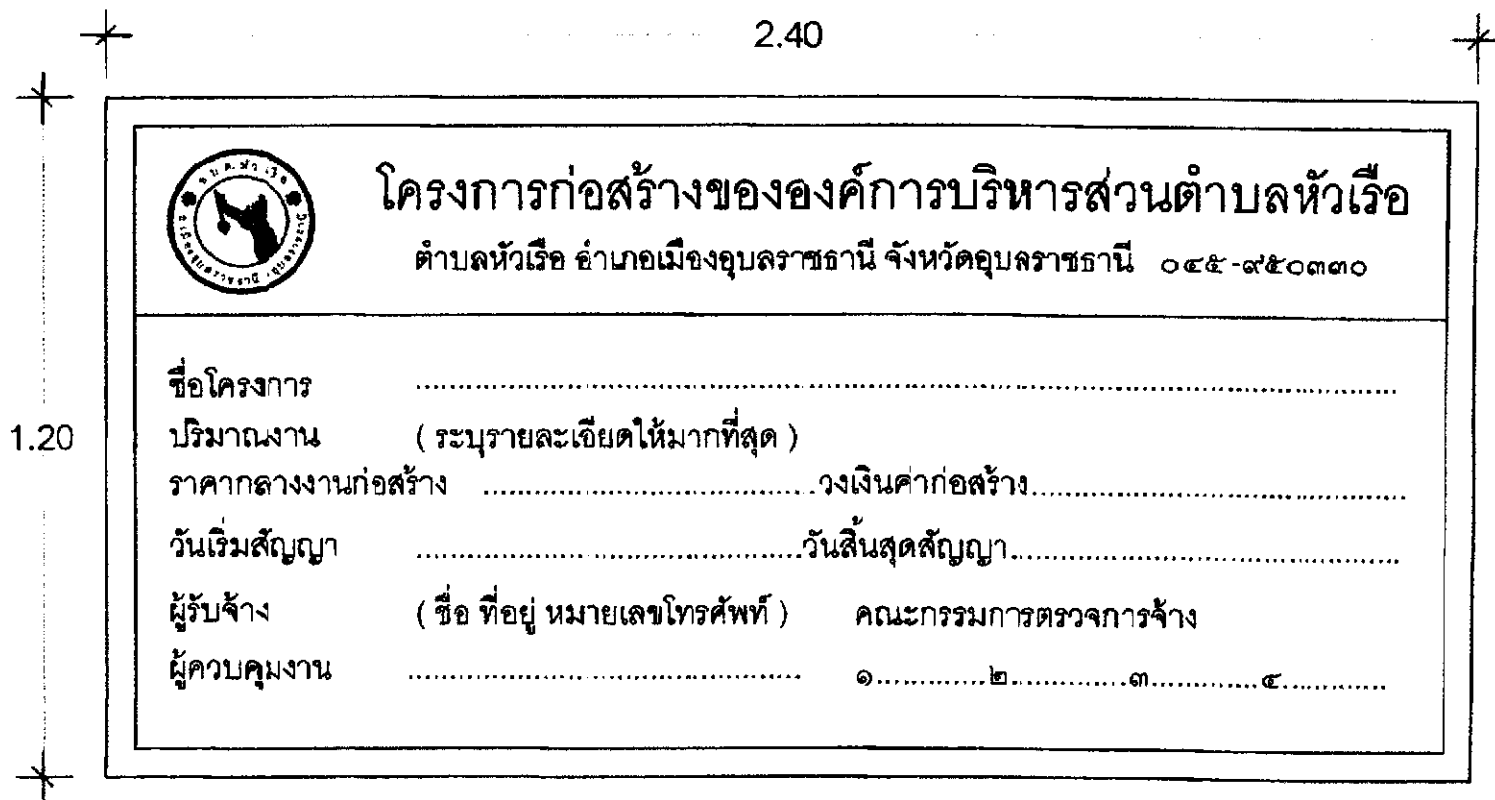 2.40
โครงการก่อสร้างขององค์การบริหารส่วนตำบลหัวเรือ
ตำบลหัวเรือ อำเภอเมืองอุบลราชธานี จังหวัดอุบลราชธานี ๐๔๕-๙๕๐๓๓๐
อ.บ.ต.หัวเรือ
1.20
ชื่อโครงการ ................................................................
ปริมาณงาน ( ระบุรายละเอียดให้มากที่สุด )
ราคากลางงานก่อสร้าง ....................................วงเงินค่าก่อสร้าง........................................
วันเริ่มสัญญา ..........................................วันสิ้นสุดสัญญา..........................................
ผู้รับจ้าง ( ชื่อ ที่อยู่ หมายเลขโทรศัพท์ ) คณะกรรมการตรวจการจ้าง
ผู้ควบคุมงาน .......................................... ๑.............๒..............๓.............๔.............